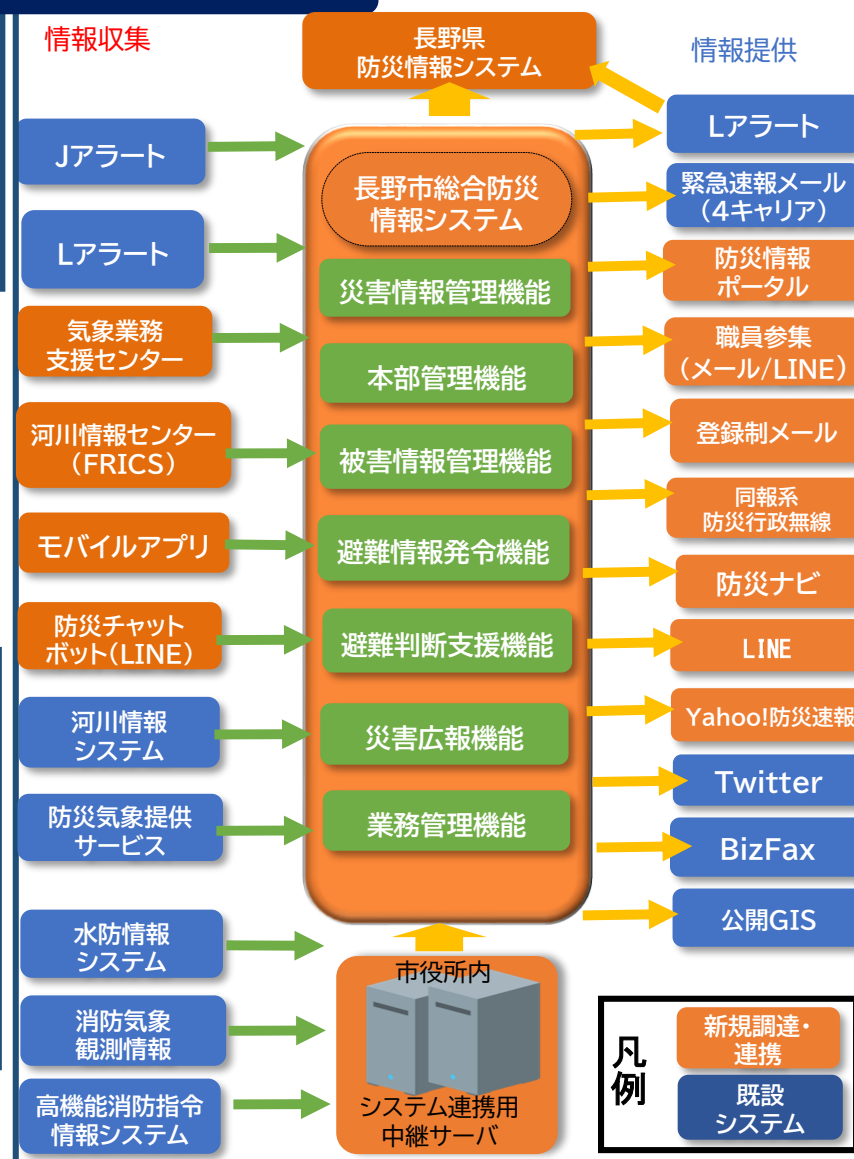 情報収集
Jアラート
Lアラート
気象業務
支援センター
河川情報センター
(FRICS)
モバイルアプリ
防災チャット
ボット(LINE)
河川情報
システム
防災気象提供
サービス
水防情報
システム
消防気象
観測情報
高機能消防指令
情報システム
長野県
防災情報システム
長野市総合防災
情報システム
災害情報管理機能
本部管理機能
被害情報管理機能
避難情報発令機能
避難判断支援機能
災害広報機能
業務管理機能
市役所内
システム連携用
中継サーバ
情報提供
Lアラート
緊急速報メール
(4キャリア)
防災情報
ポータル
職員参集
(メール/LINE)
登録制メール
同報系
防災行政無線
防災ナビ
LINE
Yahoo!防災速報
Twitter
BizFax
公開GIS
凡例
新規調達・
連携
既設
システム